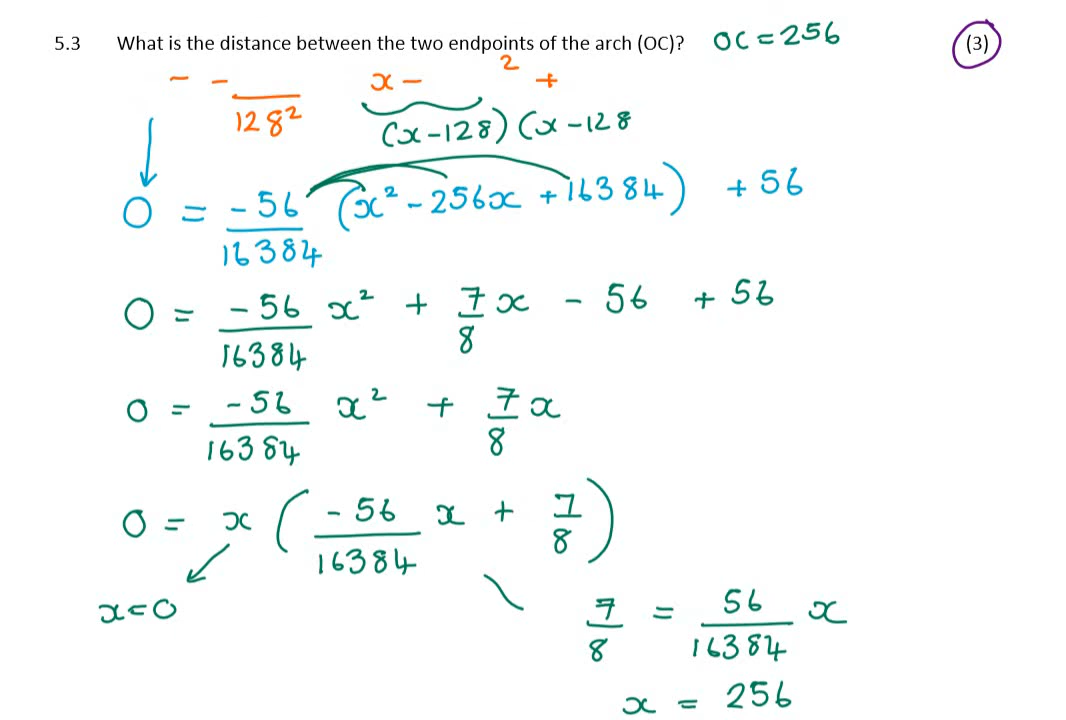 5.3 What is the distance between the two endpoints of the arch (OC)? OC = 256 (3)
- - /128² x - ² +
(x - 128)(x - 128
0 = -56/16384 (x² - 256x + 16384) + 56
0 = -56/16384 x² + 7/8 x - 56 + 56
0 = -56/16384 x² + 7/8 x
0 = x (-56/16384 x + 7/8)
x = 0
7/8 = 56/16384 x
x = 256